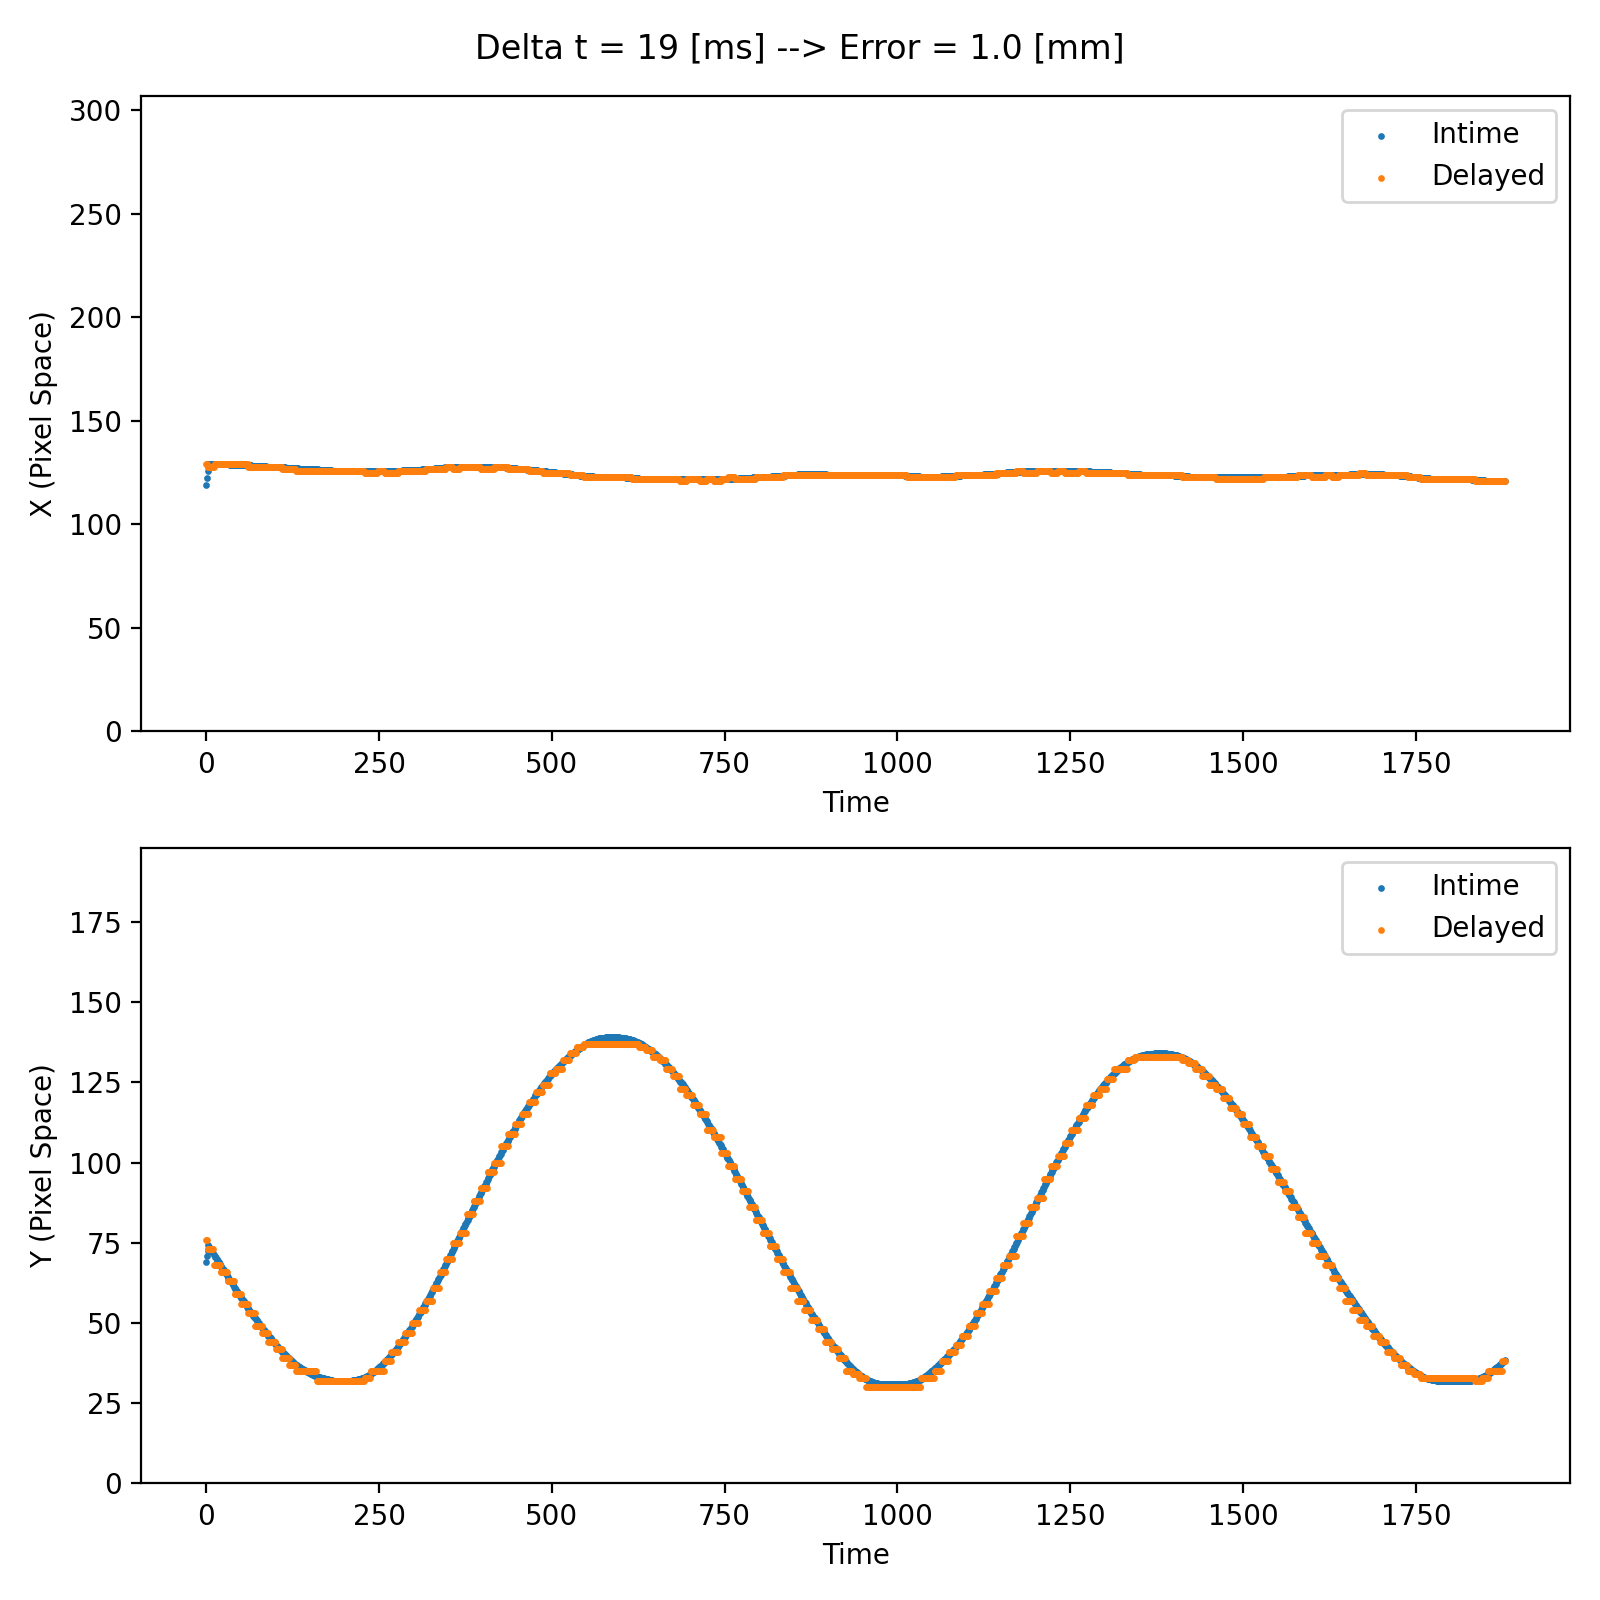 Delta t = 19 [ms] --> Error = 1.0 [mm]
300
250
200
150
100
50
0
X (Pixel Space)
Intime
Delayed
0 250 500 750 1000 1250 1500 1750
Time
175
150
125
100
75
50
25
0
Y (Pixel Space)
Intime
Delayed
0 250 500 750 1000 1250 1500 1750
Time